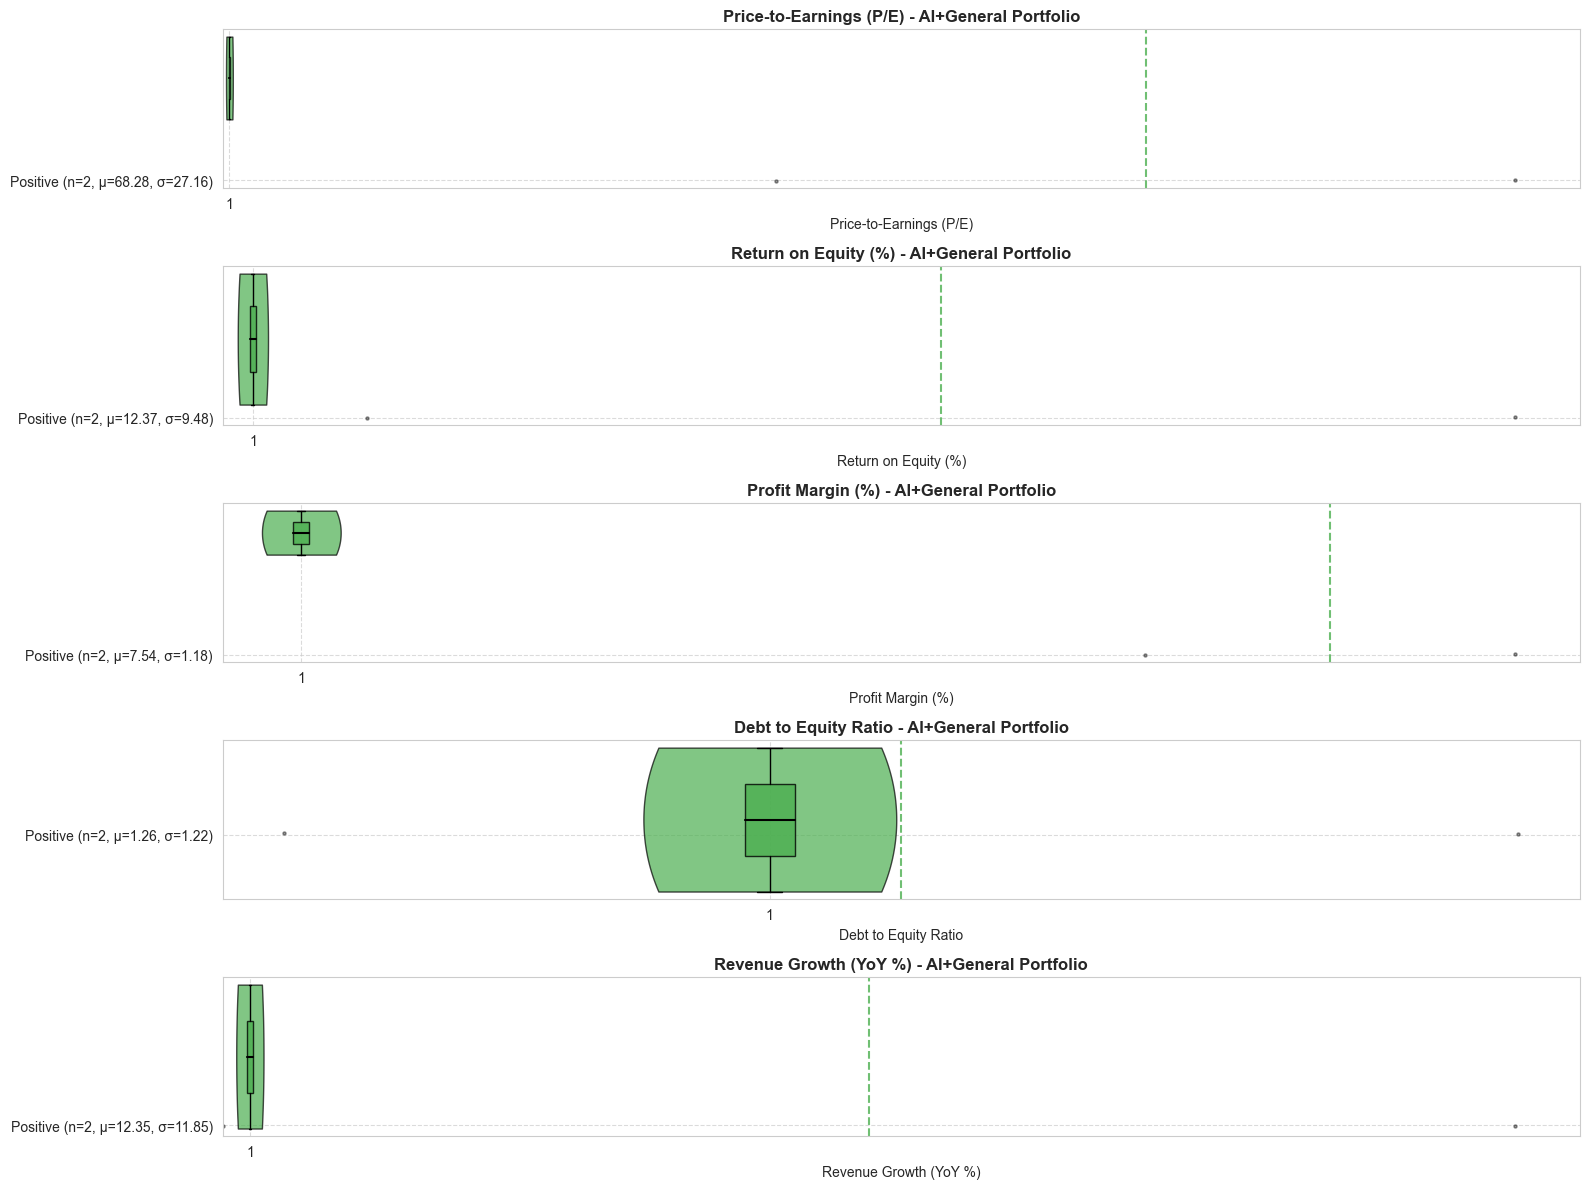 Price-to-Earnings (P/E) - AI+General Portfolio
Positive (n=2, μ=68.28, σ=27.16)
1
Price-to-Earnings (P/E)
Return on Equity (%) - AI+General Portfolio
Positive (n=2, μ=12.37, σ=9.48)
1
Return on Equity (%)
Profit Margin (%) - AI+General Portfolio
Positive (n=2, μ=7.54, σ=1.18)
1
Profit Margin (%)
Debt to Equity Ratio - AI+General Portfolio
Positive (n=2, μ=1.26, σ=1.22)
1
Debt to Equity Ratio
Revenue Growth (YoY %) - AI+General Portfolio
Positive (n=2, μ=12.35, σ=11.85)
1
Revenue Growth (YoY %)